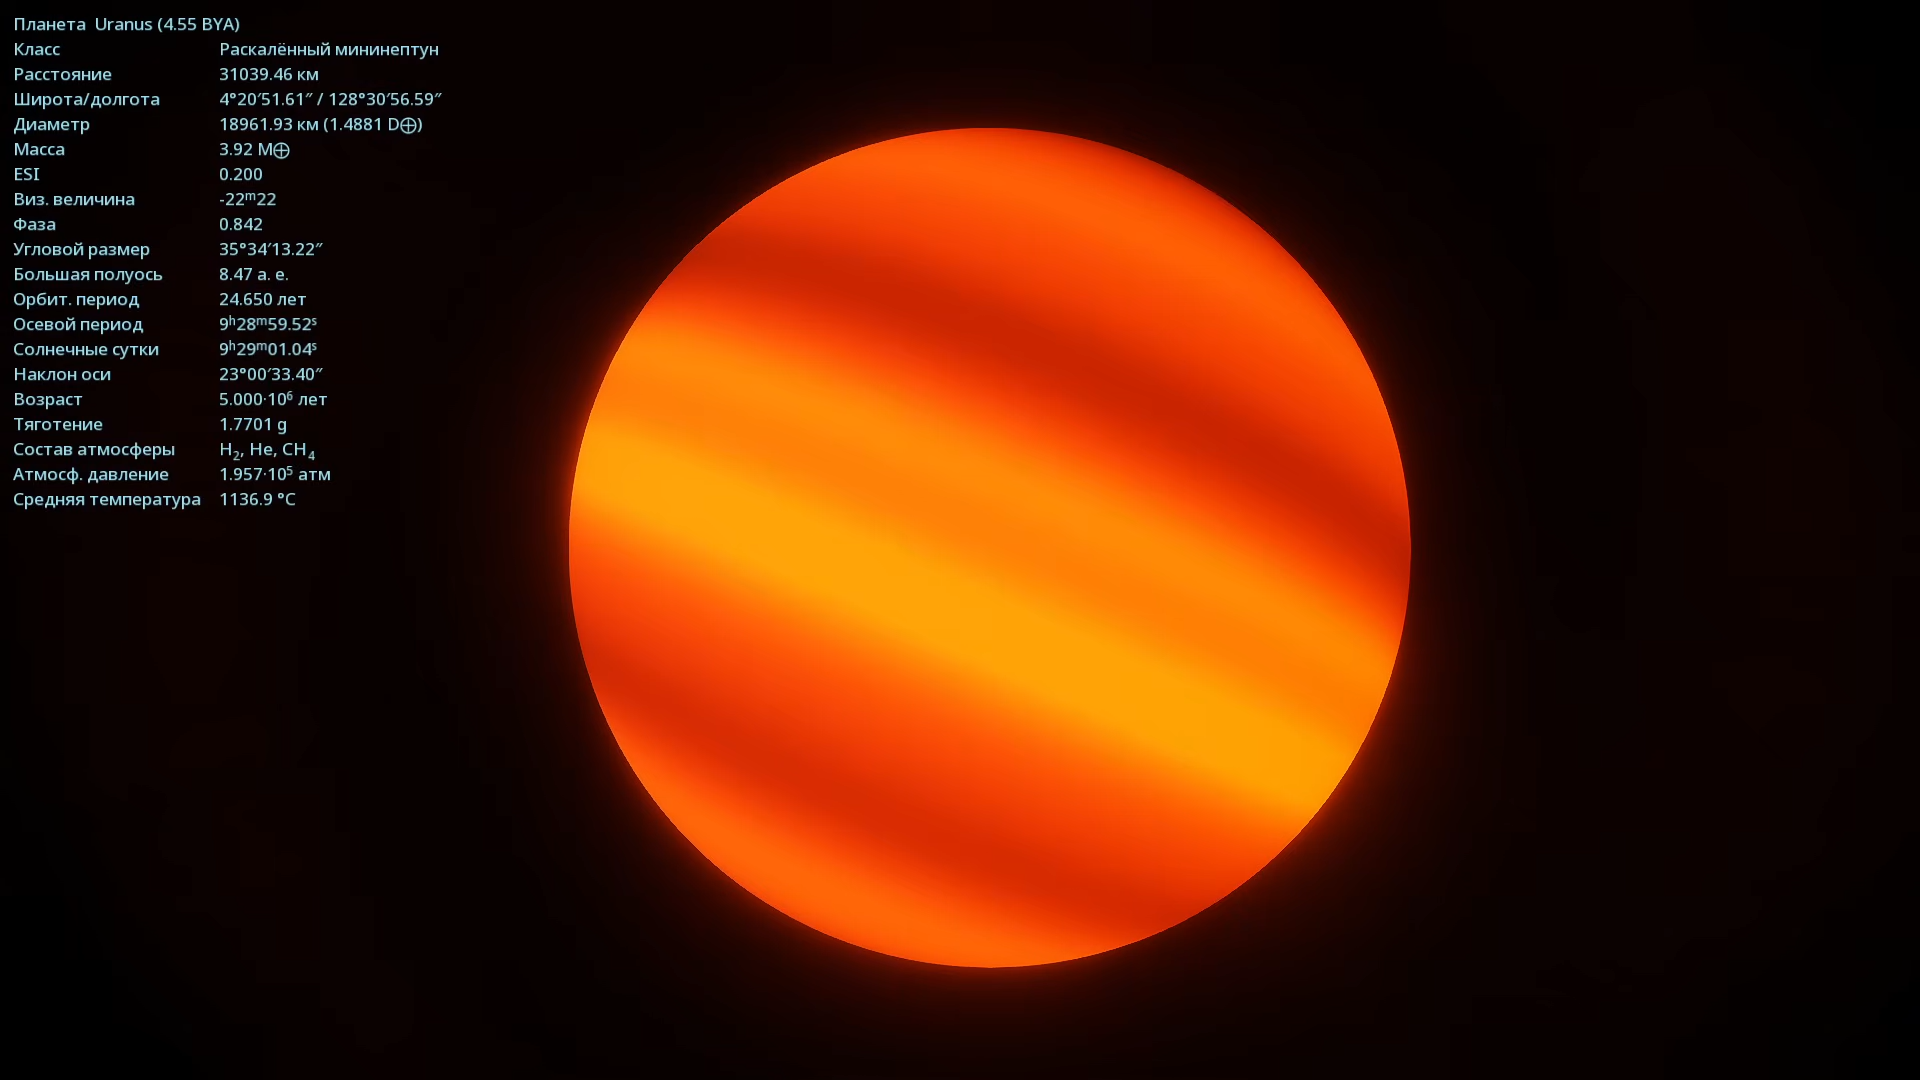 Планета Uranus (4.55 BYA)
Класс Раскалённый мининептун
Расстояние 31039.46 км
Широта/долгота 4°20′51.61″ / 128°30′56.59″
Диаметр 18961.93 км (1.4881 D⨁)
Масса 3.92 M⨁
ESI 0.200
Виз. величина -22ᵐ22
Фаза 0.842
Угловой размер 35°34′13.22″
Большая полуось 8.47 а. е.
Орбит. период 24.650 лет
Осевой период 9ʰ28ᵐ59.52ˢ
Солнечные сутки 9ʰ29ᵐ01.04ˢ
Наклон оси 23°00′33.40″
Возраст 5.000·10⁶ лет
Тяготение 1.7701 g
Состав атмосферы H₂, He, CH₄
Атмосф. давление 1.957·10⁵ атм
Средняя температура 1136.9 °C